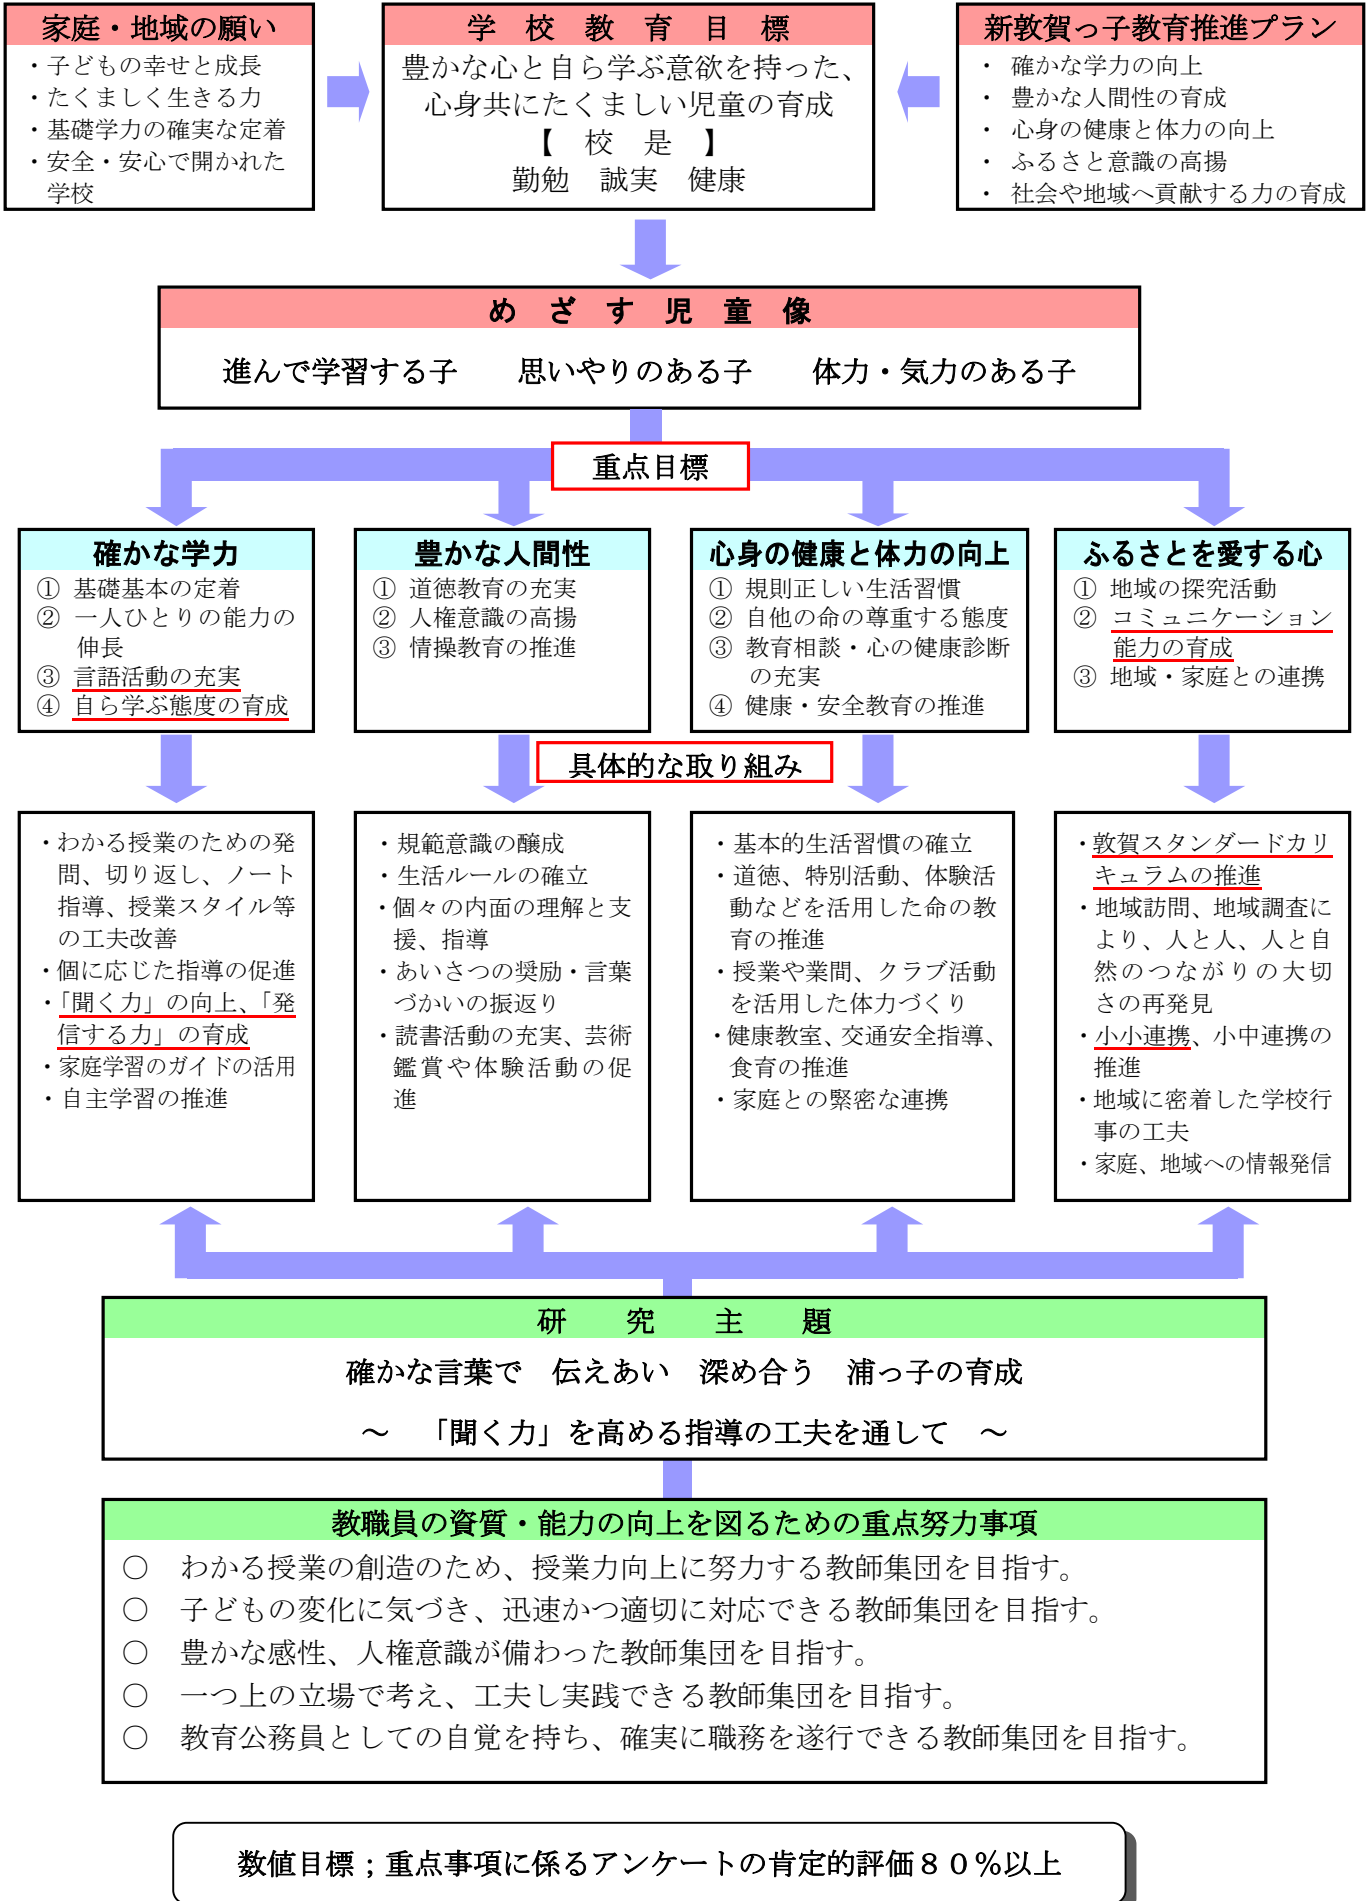 家庭・地域の願い
・子どもの幸せと成長
・たくましく生きる力
・基礎学力の確実な定着
・安全・安心で開かれた
学校
学 校 教 育 目 標
豊かな心と自ら学ぶ意欲を持った、
心身共にたくましい児童の育成
【 校 是 】
勤勉 誠実 健康
新敦賀っ子教育推進プラン
・ 確かな学力の向上
・ 豊かな人間性の育成
・ 心身の健康と体力の向上
・ ふるさと意識の高揚
・ 社会や地域へ貢献する力の育成
め ざ す 児 童 像
進んで学習する子 思いやりのある子 体力・気力のある子
重点目標
確かな学力
① 基礎基本の定着
② 一人ひとりの能力の
伸長
③ 言語活動の充実
④ 自ら学ぶ態度の育成
豊かな人間性
① 道徳教育の充実
② 人権意識の高揚
③ 情操教育の推進
心身の健康と体力の向上
① 規則正しい生活習慣
② 自他の命の尊重する態度
③ 教育相談・心の健康診断
の充実
④ 健康・安全教育の推進
ふるさとを愛する心
① 地域の探究活動
② コミュニケーション
能力の育成
③ 地域・家庭との連携
具体的な取り組み
・わかる授業のための発
問、切り返し、ノート
指導、授業スタイル等
の工夫改善
・個に応じた指導の促進
・「聞く力」の向上、「発
信する力」の育成
・家庭学習のガイドの活用
・自主学習の推進
・規範意識の醸成
・生活ルールの確立
・個々の内面の理解と支
援、指導
・あいさつの奨励・言葉
づかいの振返り
・読書活動の充実、芸術
鑑賞や体験活動の促
進
・基本的生活習慣の確立
・道徳、特別活動、体験活
動などを活用した命の教
育の推進
・授業や業間、クラブ活動
を活用した体力づくり
・健康教室、交通安全指導、
食育の推進
・家庭との緊密な連携
・敦賀スタンダードカリ
キュラムの推進
・地域訪問、地域調査に
より、人と人、人と自
然のつながりの大切
さの再発見
・小小連携、小中連携の
推進
・地域に密着した学校行
事の工夫
・家庭、地域への情報発信
研 究 主 題
確かな言葉で 伝えあい 深め合う 浦っ子の育成
～ 「聞く力」を高める指導の工夫を通して ～
教職員の資質・能力の向上を図るための重点努力事項
○ わかる授業の創造のため、授業力向上に努力する教師集団を目指す。
○ 子どもの変化に気づき、迅速かつ適切に対応できる教師集団を目指す。
○ 豊かな感性、人権意識が備わった教師集団を目指す。
○ 一つ上の立場で考え、工夫し実践できる教師集団を目指す。
○ 教育公務員としての自覚を持ち、確実に職務を遂行できる教師集団を目指す。
数値目標；重点事項に係るアンケートの肯定的評価８０％以上